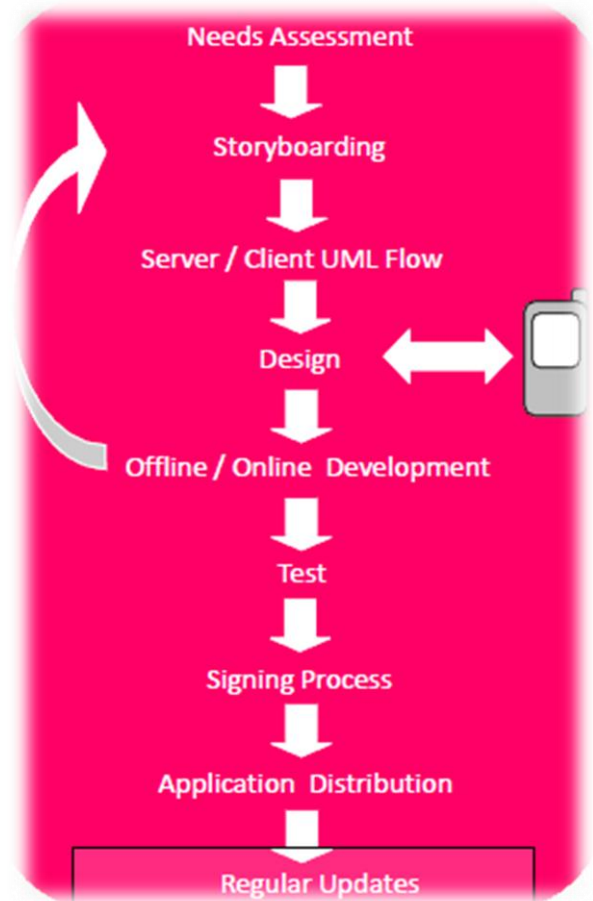 Needs Assessment
Storyboarding
Server / Client UML Flow
Design
Offline / Online Development
Test
Signing Process
Application Distribution
Regular Updates